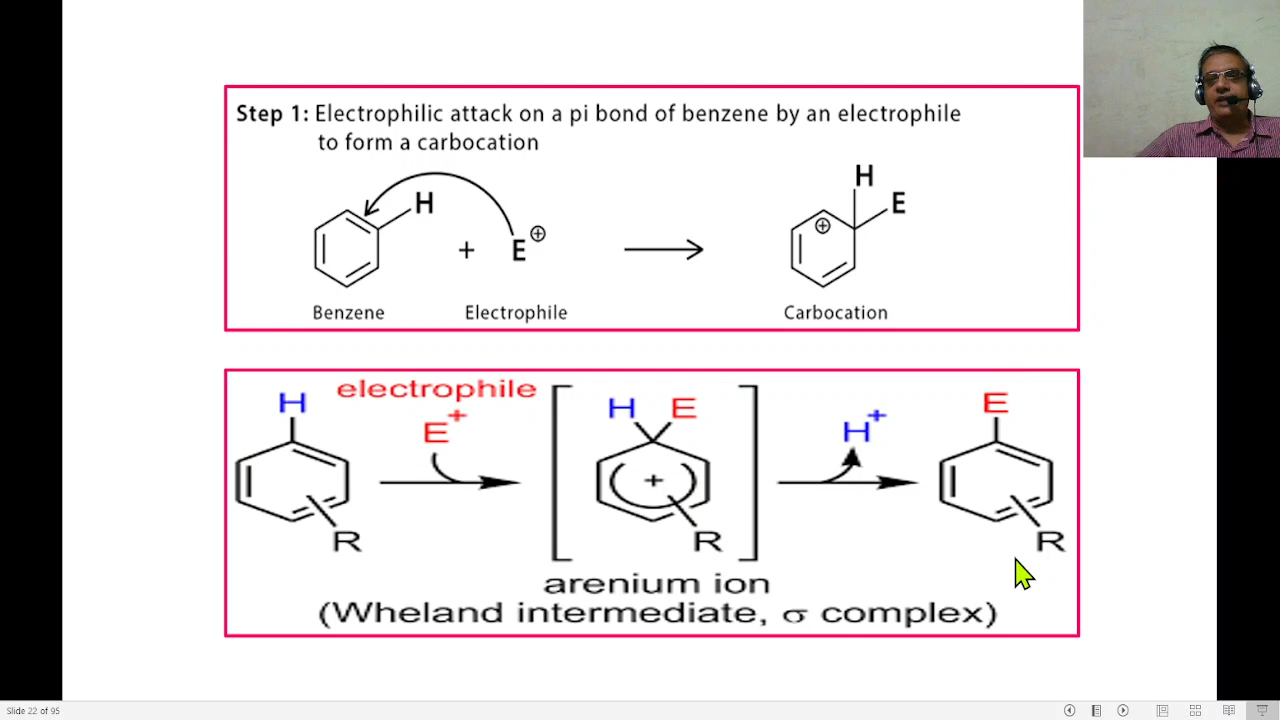 Step 1: Electrophilic attack on a pi bond of benzene by an electrophile
to form a carbocation
H
+
E⊕
H
E
⊕
Benzene
Electrophile
Carbocation
H
R
electrophile
E+
H E
+
R
arenium ion
(Wheland intermediate, σ complex)
H+
E
R
Slide 22 of 95